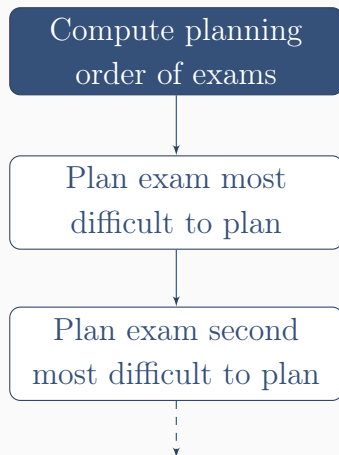 Compute planning
order of exams
Plan exam most
difficult to plan
Plan exam second
most difficult to plan